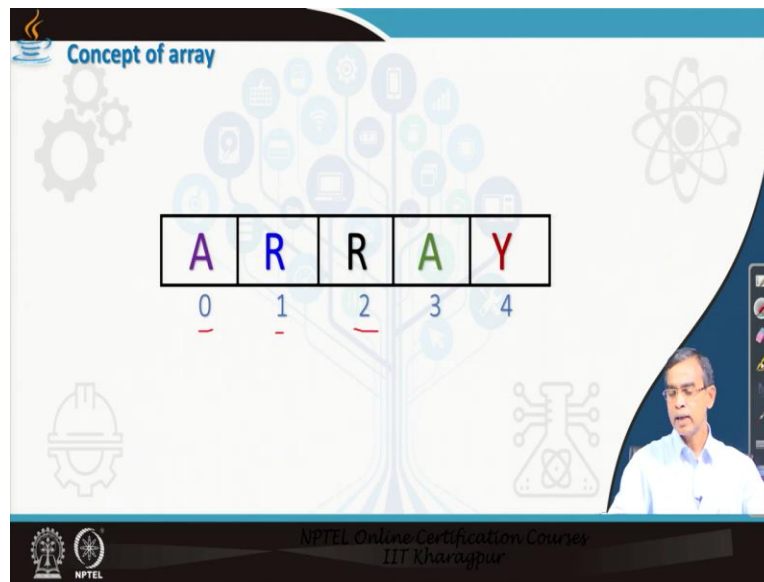 Concept of array
A R R A Y
0 1 2 3 4
NPTEL Online Certification Courses
IIT Kharagpur
NPTEL